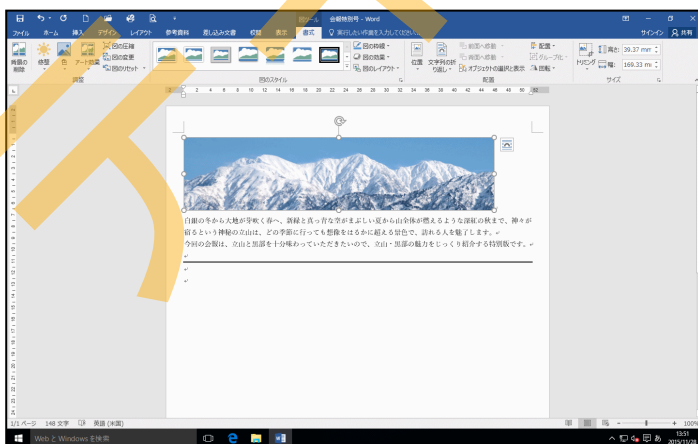 会報特別号 - Word
図ツール
ファイル ホーム 挿入 デザイン レイアウト 参考資料 差し込み文書 校閲 表示 書式 実行したい作業を入力してください
サインイン 共有
背景の削除 修整 色 アート効果 図の圧縮 図の変更 図のリセット
調整
図のスタイル
図の枠線 図の効果 図のレイアウト
位置 文字列の折り返し 前面へ移動 背面へ移動 オブジェクトの選択と表示 配置 グループ化 回転
配置
トリミング 高さ: 39.37 mm
幅: 169.33 mm
サイズ
白銀の冬から大地が芽吹く春へ、新緑と真っ青な空がまぶしい夏から山全体が燃えるような深紅の秋まで、神々が
宿るという神秘の立山は、どの季節に行っても想像をはるかに超える景色で、訪れる人を魅了します。
今回の会報は、立山と黒部を十分味わっていただきたいので、立山・黒部の魅力をじっくり紹介する特別版です。
1/1 ページ 148 文字 英語 (米国)
Web と Windows を検索
13:51
2015/11/28